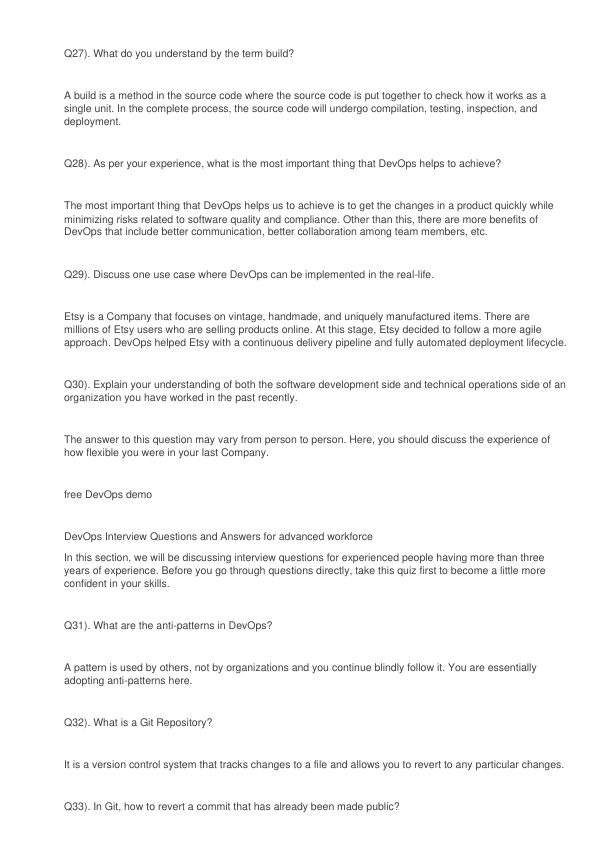 Q27). What do you understand by the term build?
A build is a method in the source code where the source code is put together to check how it works as a
single unit. In the complete process, the source code will undergo compilation, testing, inspection, and
deployment.
Q28). As per your experience, what is the most important thing that DevOps helps to achieve?
The most important thing that DevOps helps us to achieve is to get the changes in a product quickly while
minimizing risks related to software quality and compliance. Other than this, there are more benefits of
DevOps that include better communication, better collaboration among team members, etc.
Q29). Discuss one use case where DevOps can be implemented in the real-life.
Etsy is a Company that focuses on vintage, handmade, and uniquely manufactured items. There are
millions of Etsy users who are selling products online. At this stage, Etsy decided to follow a more agile
approach. DevOps helped Etsy with a continuous delivery pipeline and fully automated deployment lifecycle.
Q30). Explain your understanding of both the software development side and technical operations side of an
organization you have worked in the past recently.
The answer to this question may vary from person to person. Here, you should discuss the experience of
how flexible you were in your last Company.
free DevOps demo
DevOps Interview Questions and Answers for advanced workforce
In this section, we will be discussing interview questions for experienced people having more than three
years of experience. Before you go through questions directly, take this quiz first to become a little more
confident in your skills.
Q31). What are the anti-patterns in DevOps?
A pattern is used by others, not by organizations and you continue blindly follow it. You are essentially
adopting anti-patterns here.
Q32). What is a Git Repository?
It is a version control system that tracks changes to a file and allows you to revert to any particular changes.
Q33). In Git, how to revert a commit that has already been made public?